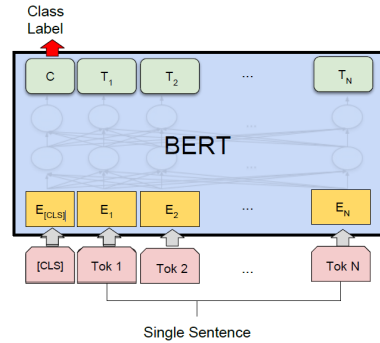 Class
Label
C T1 T2 ... TN
BERT
E[CLS] E1 E2 ... EN
[CLS] Tok 1 Tok 2 ... Tok N
Single Sentence